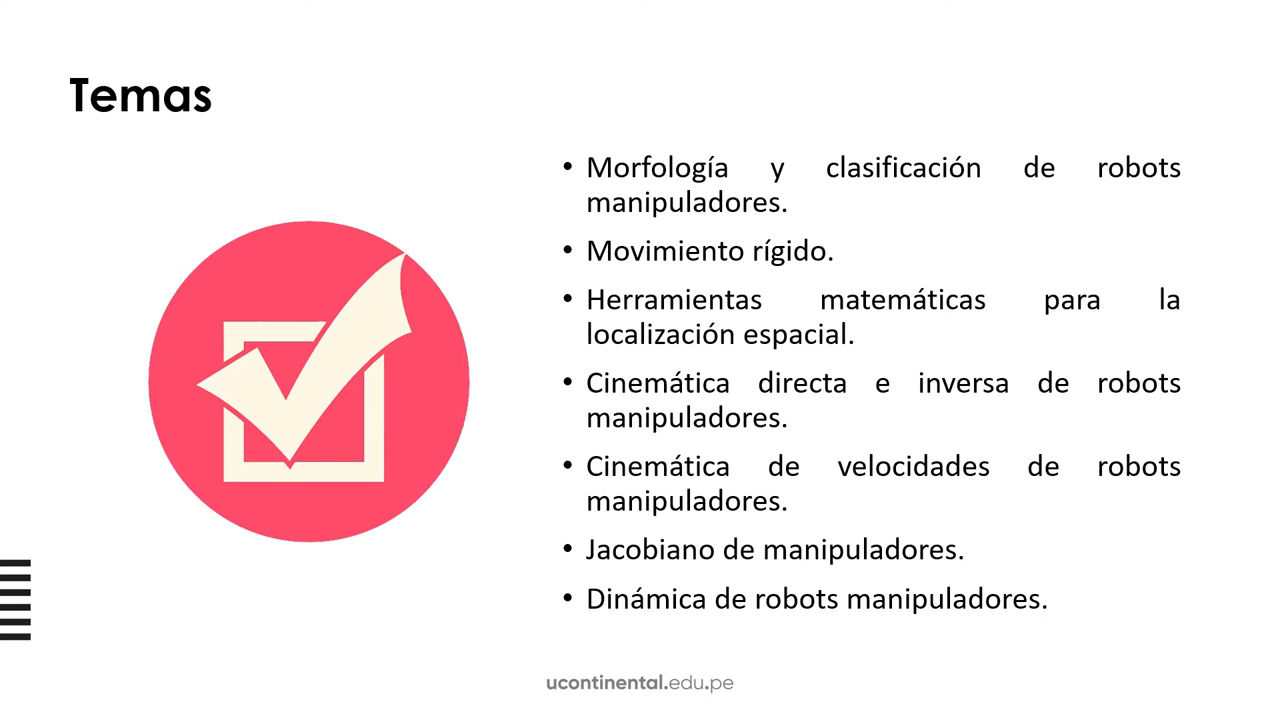 Temas
• Morfología y clasificación de robots
manipuladores.
• Movimiento rígido.
• Herramientas matemáticas para la
localización espacial.
• Cinemática directa e inversa de robots
manipuladores.
• Cinemática de velocidades de robots
manipuladores.
• Jacobiano de manipuladores.
• Dinámica de robots manipuladores.
ucontinental.edu.pe